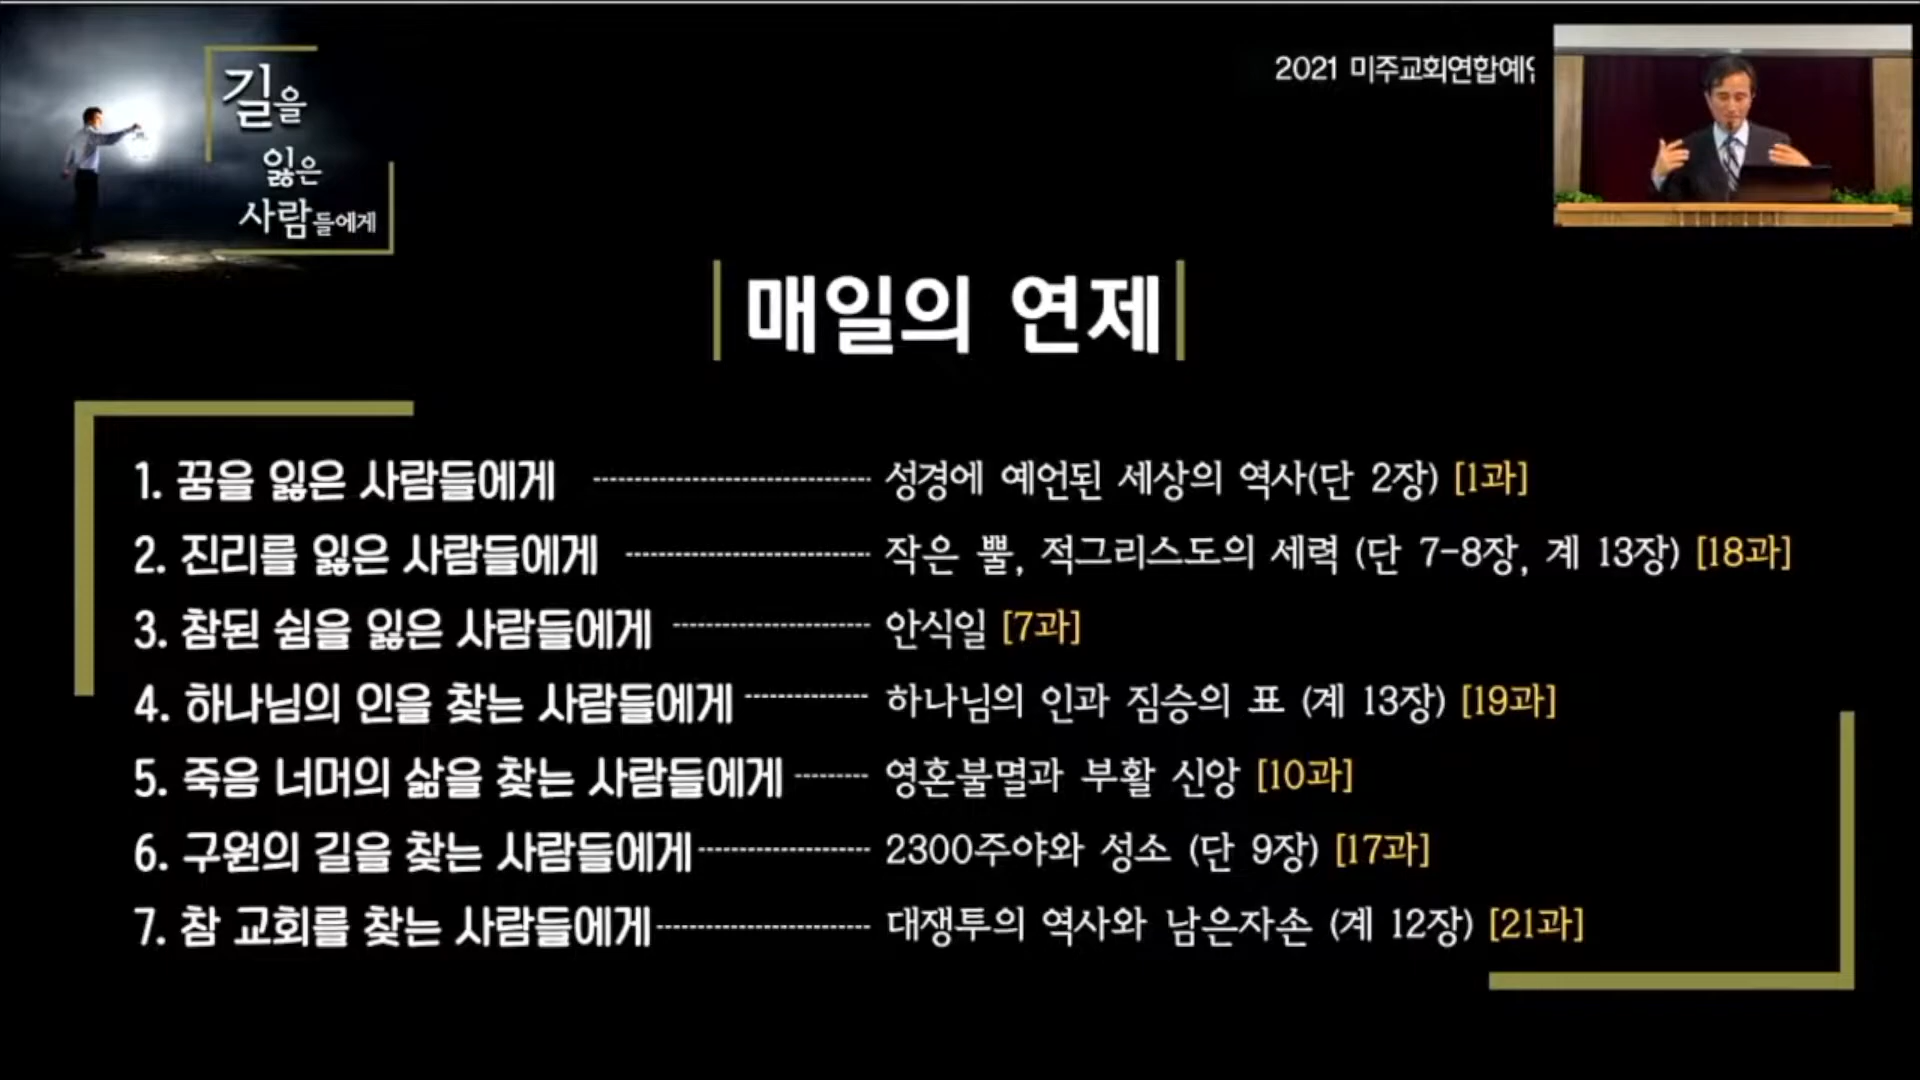 길을
잃은
사람들에게
2021 미주교회연합예언
매일의 연제
1. 꿈을 잃은 사람들에게 성경에 예언된 세상의 역사(단 2장) [1과]
2. 진리를 잃은 사람들에게 작은 뿔, 적그리스도의 세력 (단 7-8장, 계 13장) [18과]
3. 참된 쉼을 잃은 사람들에게 안식일 [7과]
4. 하나님의 인을 찾는 사람들에게 하나님의 인과 짐승의 표 (계 13장) [19과]
5. 죽음 너머의 삶을 찾는 사람들에게 영혼불멸과 부활 신앙 [10과]
6. 구원의 길을 찾는 사람들에게 2300주야와 성소 (단 9장) [17과]
7. 참 교회를 찾는 사람들에게 대쟁투의 역사와 남은자손 (계 12장) [21과]